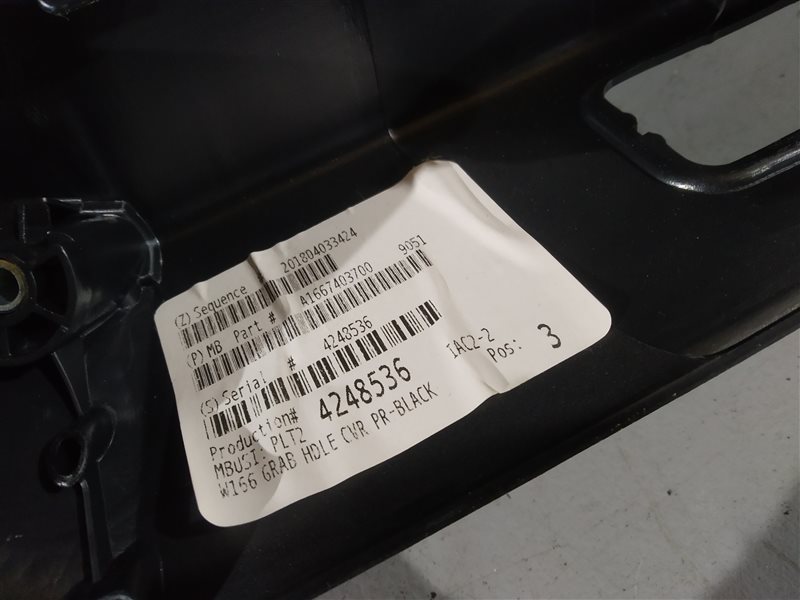 (Z) Sequence 201804033424
(P) MB Part # A1667403700 9051
(S) Serial # 4248536
Production# 4248536
MBUSI: PLT2 IAC2-2
W166 GRAB HDLE CVR PR-BLACK Pos: 3